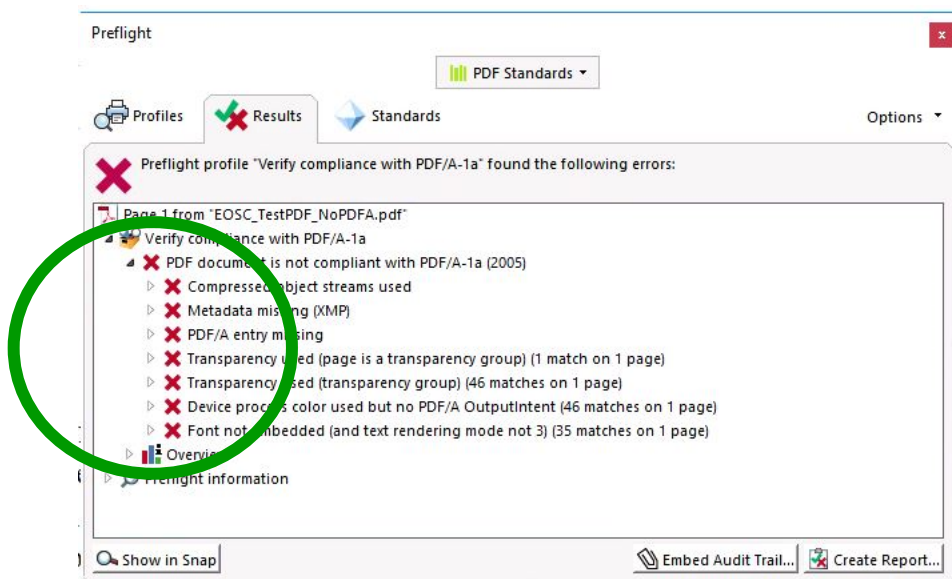 Preflight
x
PDF Standards
Profiles
Results
Standards
Options
Preflight profile "Verify compliance with PDF/A-1a" found the following errors:
Page 1 from "EOSC_TestPDF_NoPDFA.pdf"
Verify compliance with PDF/A-1a
PDF document is not compliant with PDF/A-1a (2005)
Compressed object streams used
Metadata missing (XMP)
PDF/A entry missing
Transparency used (page is a transparency group) (1 match on 1 page)
Transparency used (transparency group) (46 matches on 1 page)
Device process color used but no PDF/A OutputIntent (46 matches on 1 page)
Font not embedded (and text rendering mode not 3) (35 matches on 1 page)
Overview
Preflight information
Show in Snap
Embed Audit Trail...
Create Report...